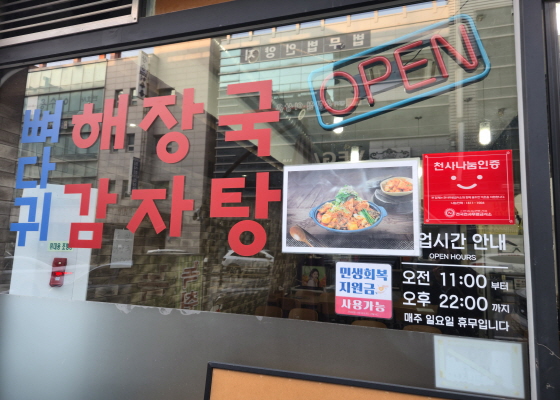 OPEN
뼈다귀
해장국
감자탕
천사나눔인증
업시간 안내
OPEN HOURS
오전 11:00 부터
오후 22:00 까지
매주 일요일 휴무입니다
민생회복
지원금
사용가능